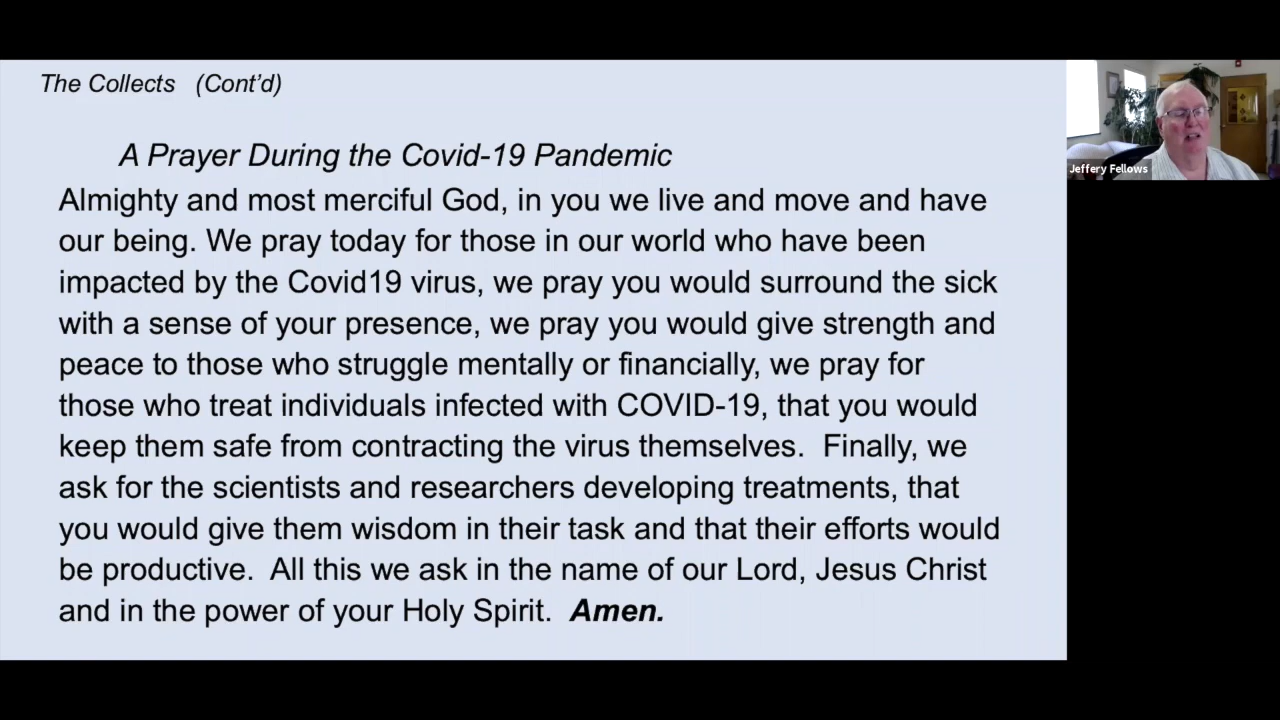 The Collects (Cont'd)
A Prayer During the Covid-19 Pandemic
Almighty and most merciful God, in you we live and move and have
our being. We pray today for those in our world who have been
impacted by the Covid19 virus, we pray you would surround the sick
with a sense of your presence, we pray you would give strength and
peace to those who struggle mentally or financially, we pray for
those who treat individuals infected with COVID-19, that you would
keep them safe from contracting the virus themselves. Finally, we
ask for the scientists and researchers developing treatments, that
you would give them wisdom in their task and that their efforts would
be productive. All this we ask in the name of our Lord, Jesus Christ
and in the power of your Holy Spirit. Amen.
Jeffery Fellows